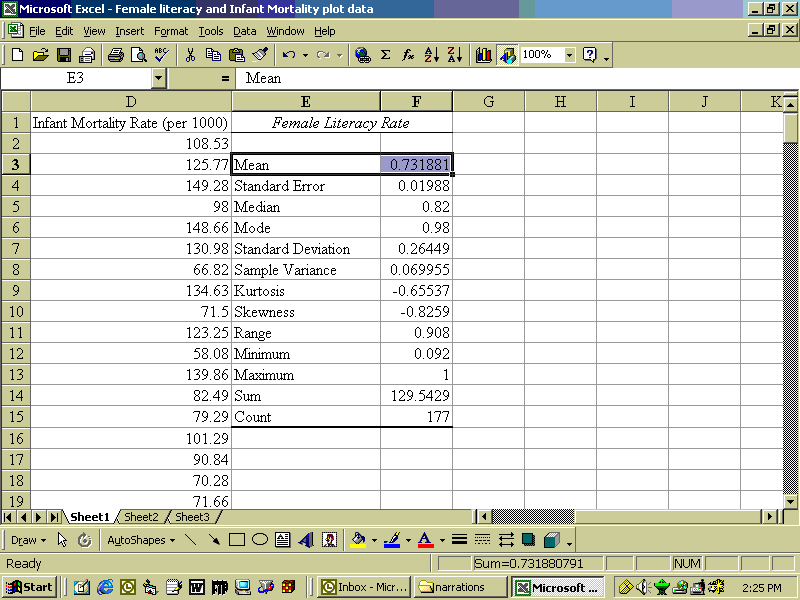 Microsoft Excel - Female literacy and Infant Mortality plot data
File Edit View Insert Format Tools Data Window Help
100%
E3 = Mean
D E F G H I J K
1 Infant Mortality Rate (per 1000) Female Literacy Rate
2 108.53
3 125.77 Mean 0.731881
4 149.28 Standard Error 0.01988
5 98 Median 0.82
6 148.66 Mode 0.98
7 130.98 Standard Deviation 0.26449
8 66.82 Sample Variance 0.069955
9 134.63 Kurtosis -0.65537
10 71.5 Skewness -0.8259
11 123.25 Range 0.908
12 58.08 Minimum 0.092
13 139.86 Maximum 1
14 82.49 Sum 129.5429
15 79.29 Count 177
16 101.29
17 90.84
18 70.28
19 71.66
Sheet1 Sheet2 Sheet3
Draw AutoShapes
Ready Sum=0.731880791 NUM
Start Inbox - Micr... narrations Microsoft ... 2:25 PM